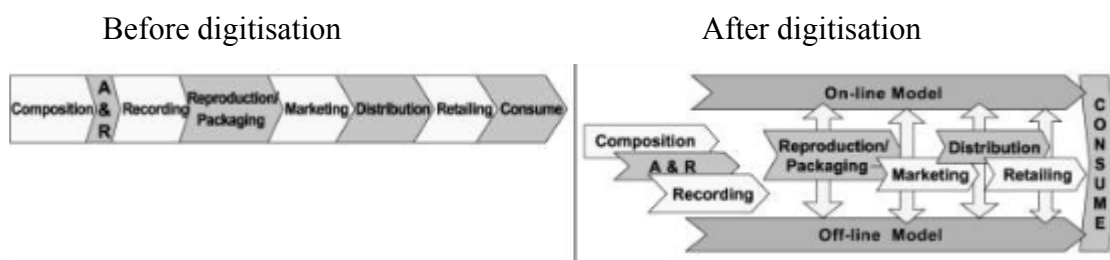 Before digitisation
After digitisation
Composition
A
&
R
Recording
Reproduction/
Packaging
Marketing
Distribution
Retailing
Consume
On-line Model
Composition
A & R
Recording
Reproduction/
Packaging
Marketing
Distribution
Retailing
Off-line Model
C
O
N
S
U
M
E